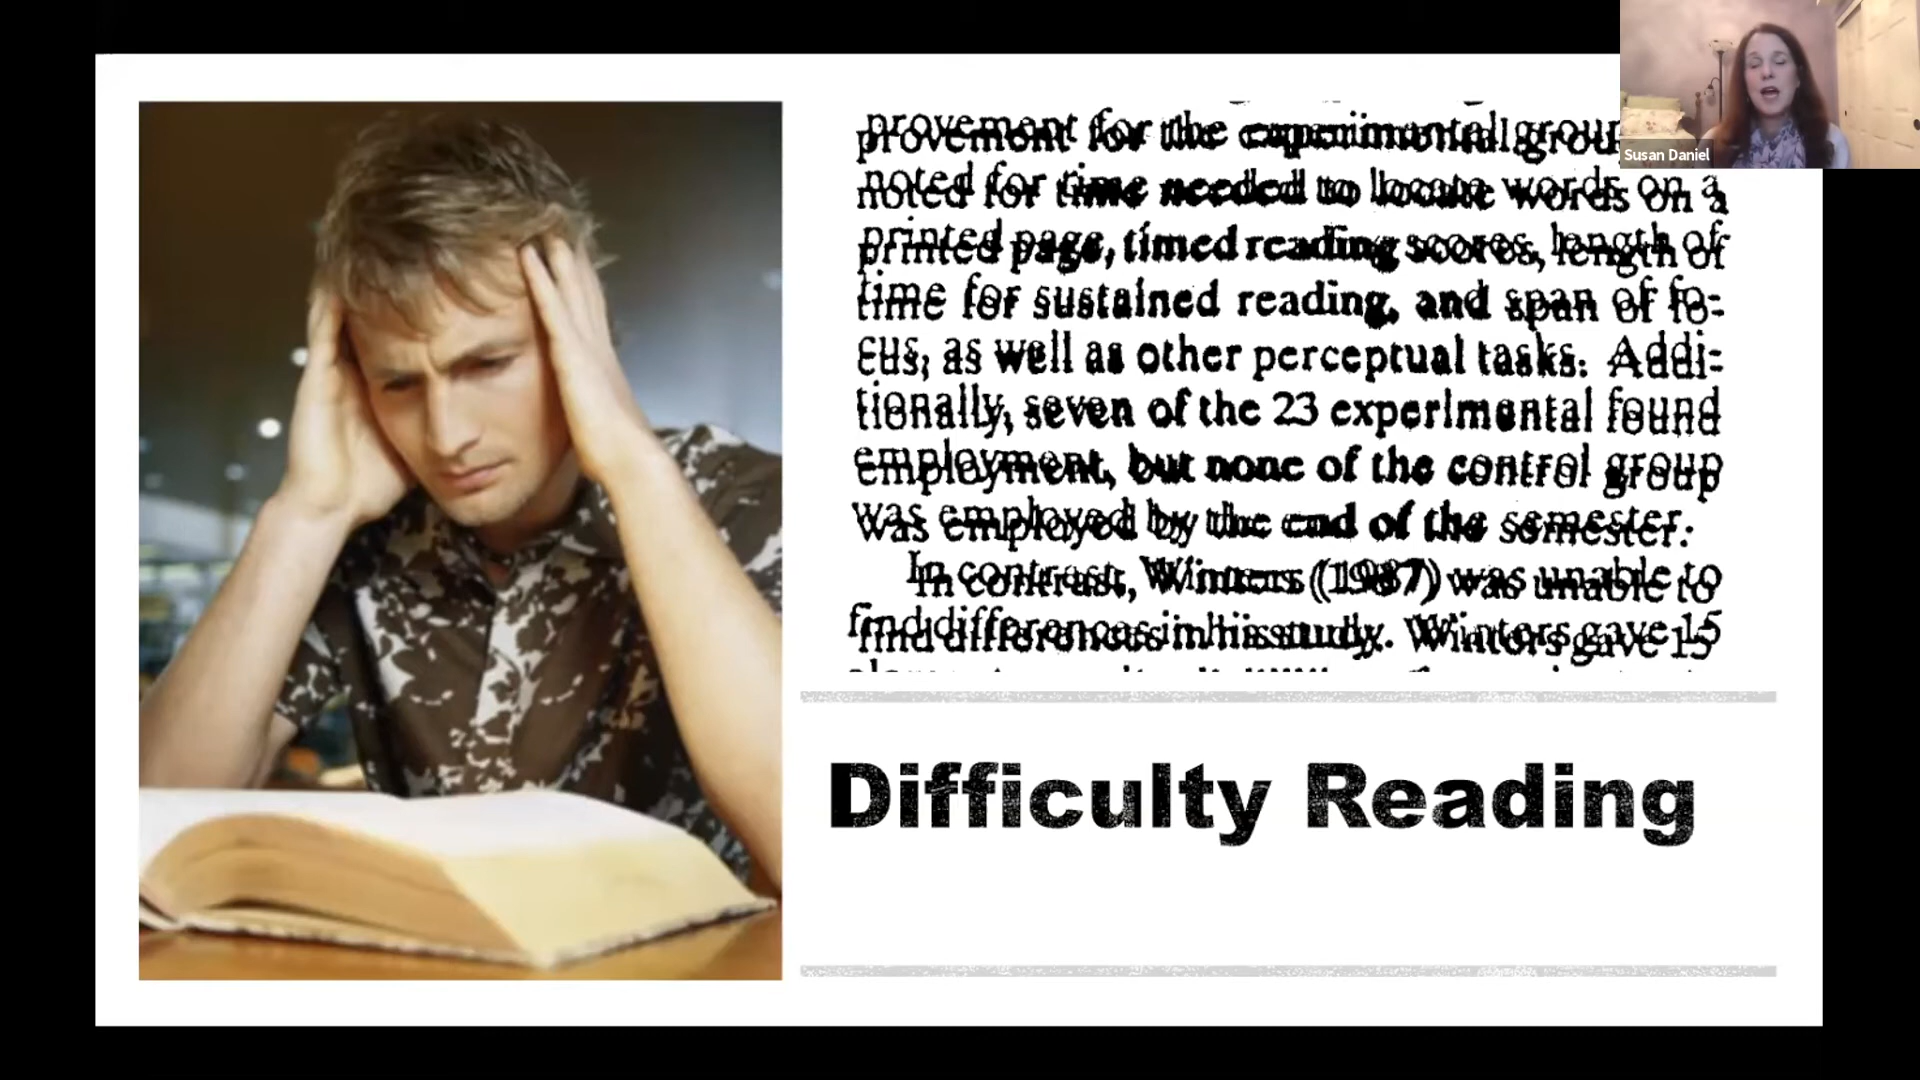 Susan Daniel
provement for the experimental group
noted for time needed to locate words on a
printed page, timed reading scores, length of
time for sustained reading, and span of fo-
cus, as well as other perceptual tasks. Addi-
tionally, seven of the 23 experimental found
employment, but none of the control group
was employed by the end of the semester.
In contrast, Winters (1987) was unable to
find differences in his study. Winters gave 15
Difficulty Reading